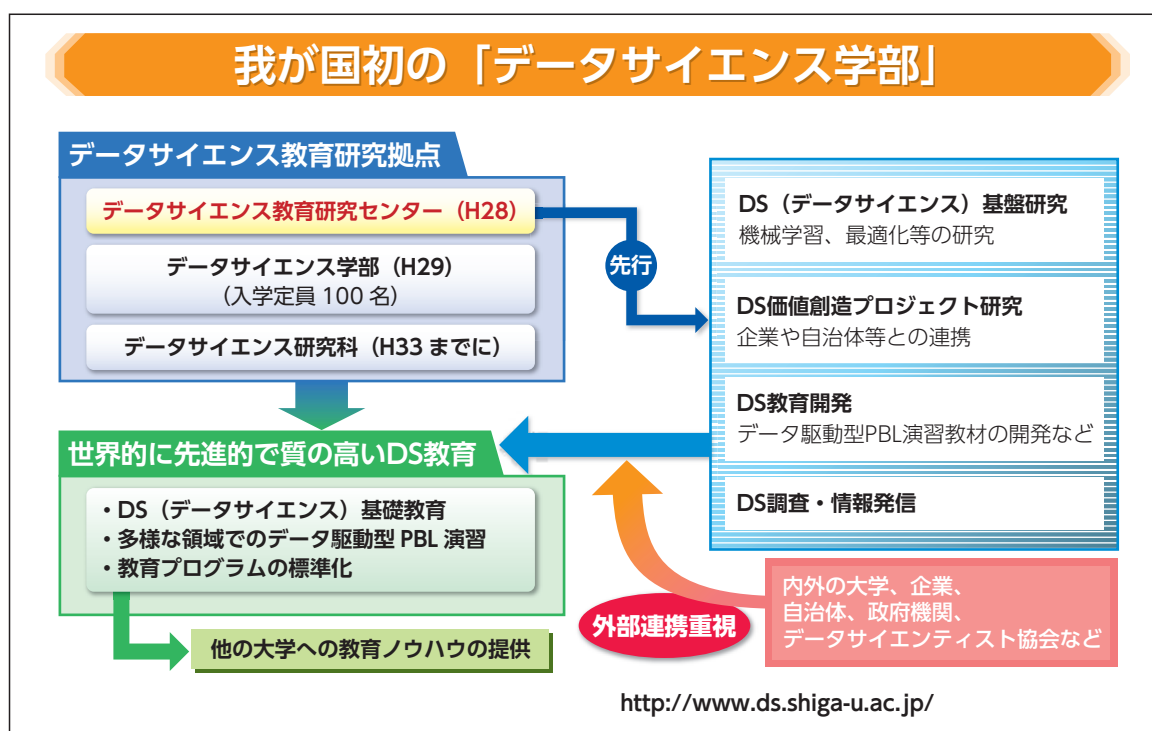 我が国初の「データサイエンス学部」
データサイエンス教育研究拠点
データサイエンス教育研究センター（H28）
データサイエンス学部（H29）
（入学定員 100 名）
データサイエンス研究科（H33 までに）
先行
DS（データサイエンス）基盤研究
機械学習、最適化等の研究
DS価値創造プロジェクト研究
企業や自治体等との連携
DS教育開発
データ駆動型PBL演習教材の開発など
DS調査・情報発信
世界的に先進的で質の高いDS教育
・DS（データサイエンス）基礎教育
・多様な領域でのデータ駆動型 PBL 演習
・教育プログラムの標準化
他の大学への教育ノウハウの提供
外部連携重視
内外の大学、企業、
自治体、政府機関、
データサイエンティスト協会など
http://www.ds.shiga-u.ac.jp/